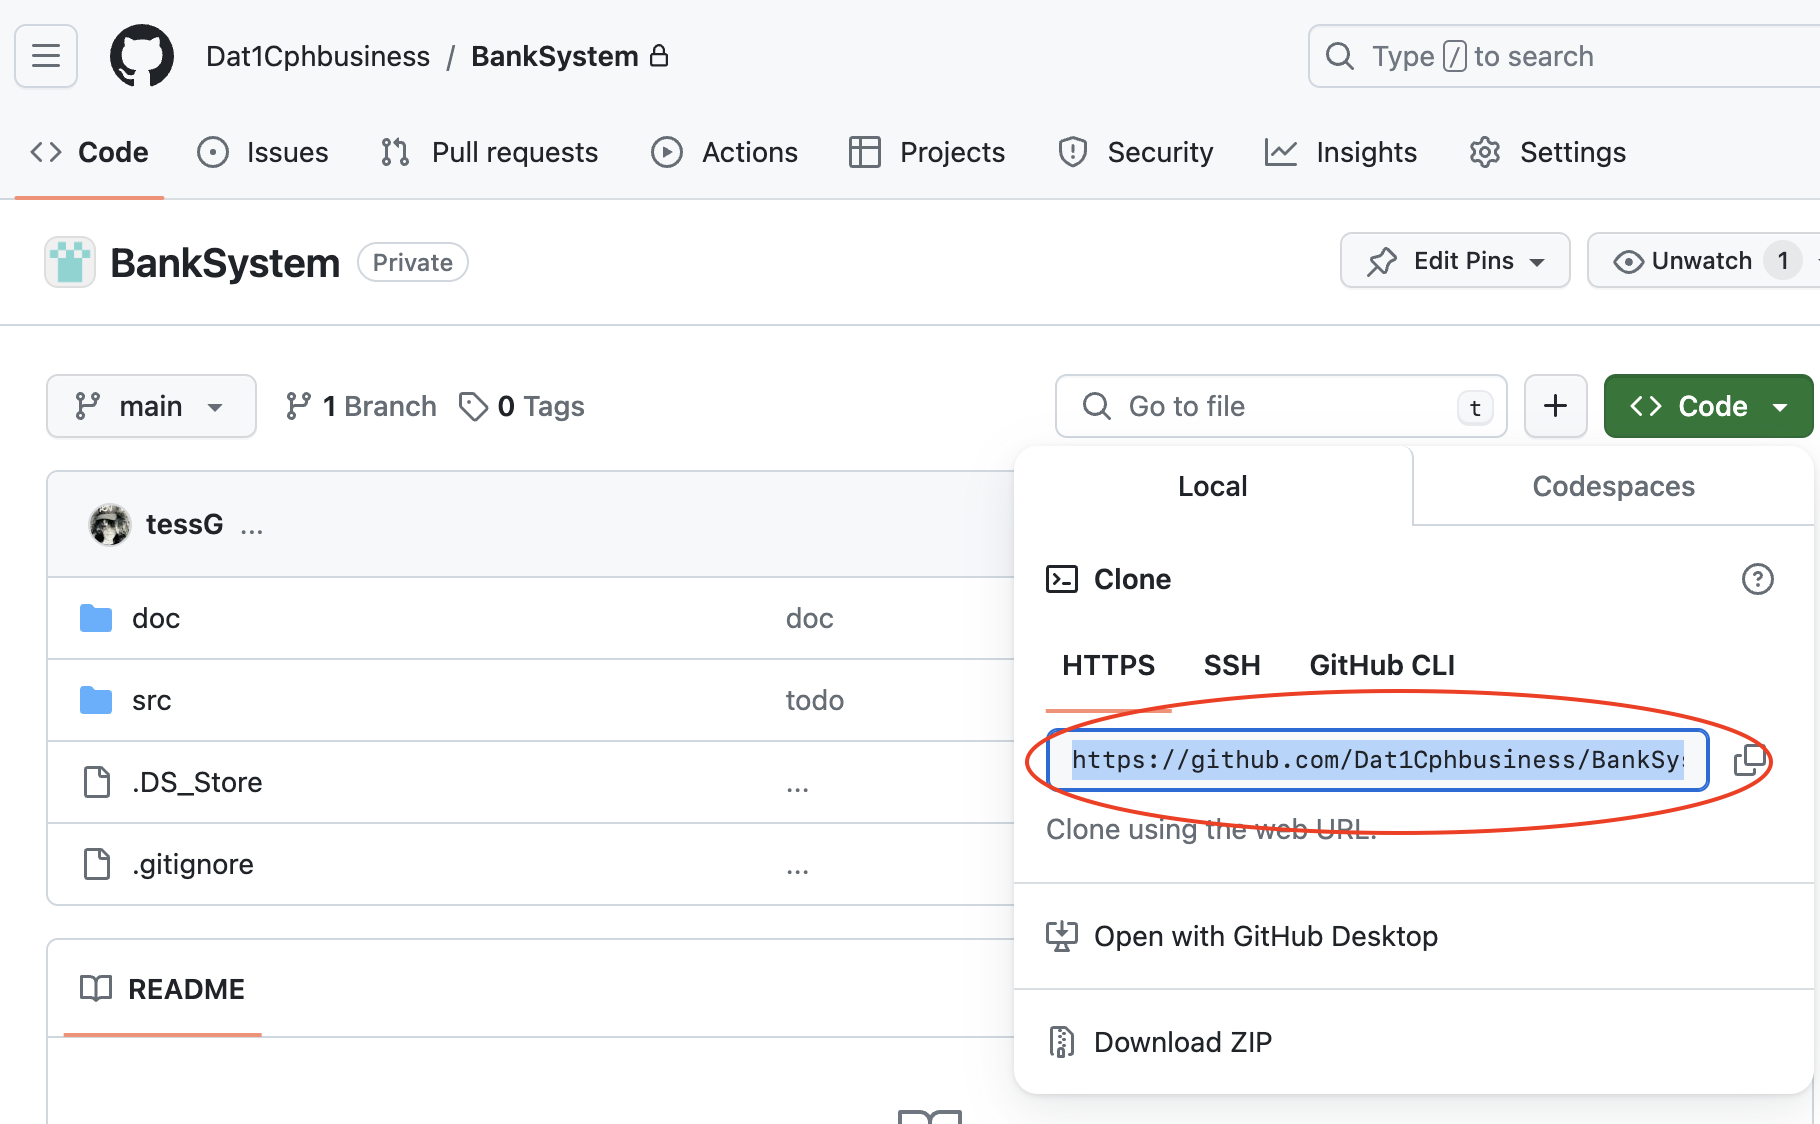 Dat1Cphbusiness / BankSystem
Type / to search
Code
Issues
Pull requests
Actions
Projects
Security
Insights
Settings
BankSystem
Private
Edit Pins
Unwatch 1
main
1 Branch
0 Tags
Go to file
t
Code
tessG ...
doc
doc
src
todo
.DS_Store
...
.gitignore
...
README
Local
Codespaces
Clone
HTTPS
SSH
GitHub CLI
https://github.com/Dat1Cphbusiness/BankSy
Clone using the web URL.
Open with GitHub Desktop
Download ZIP